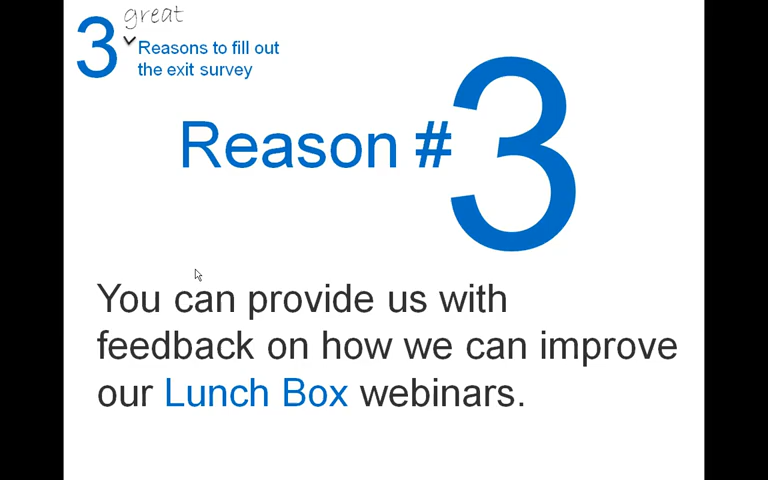 great
3 Reasons to fill out
the exit survey
Reason #3
You can provide us with
feedback on how we can improve
our Lunch Box webinars.